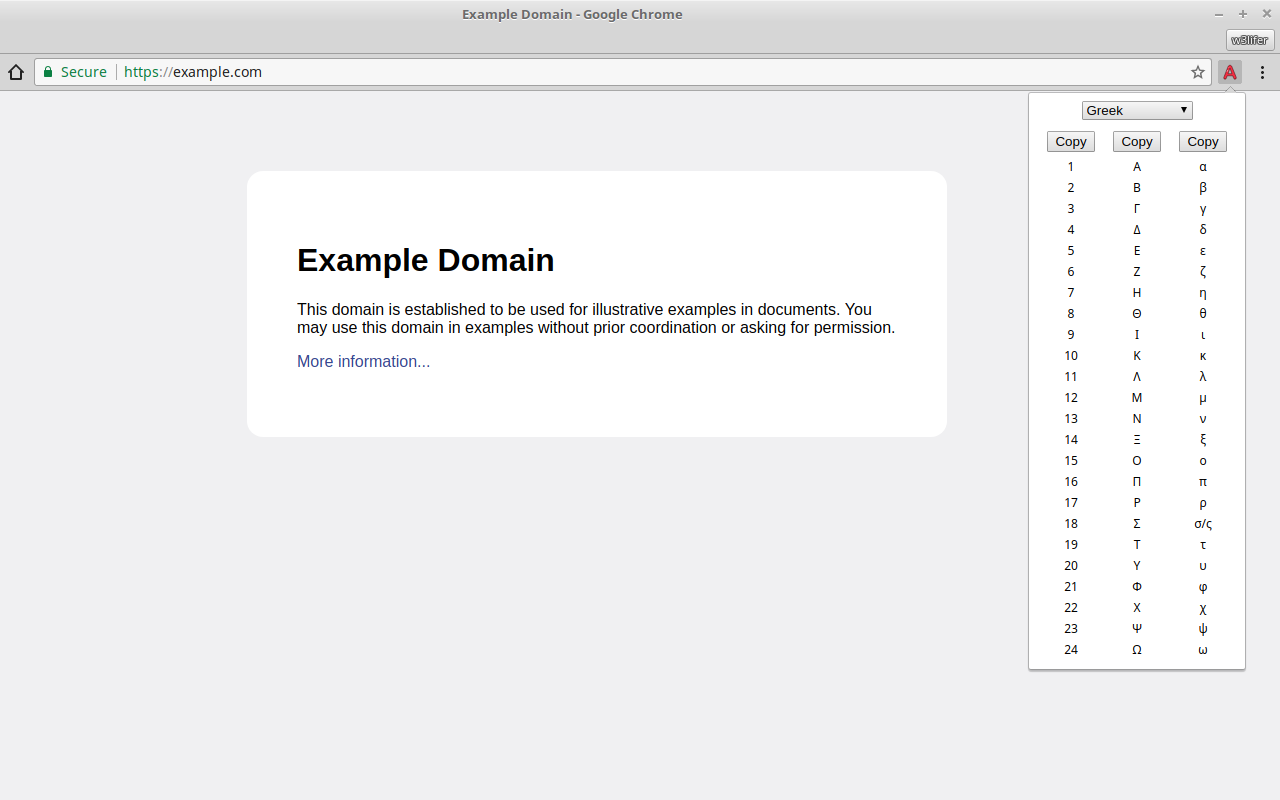 Example Domain - Google Chrome
w3lifer
Secure https://example.com
Greek
Copy Copy Copy
1 Α α
2 Β β
3 Γ γ
4 Δ δ
5 Ε ε
6 Ζ ζ
7 Η η
8 Θ θ
9 Ι ι
10 Κ κ
11 Λ λ
12 Μ μ
13 Ν ν
14 Ξ ξ
15 Ο ο
16 Π π
17 Ρ ρ
18 Σ σ/ς
19 Τ τ
20 Υ υ
21 Φ φ
22 Χ χ
23 Ψ ψ
24 Ω ω
Example Domain
This domain is established to be used for illustrative examples in documents. You
may use this domain in examples without prior coordination or asking for permission.
More information...